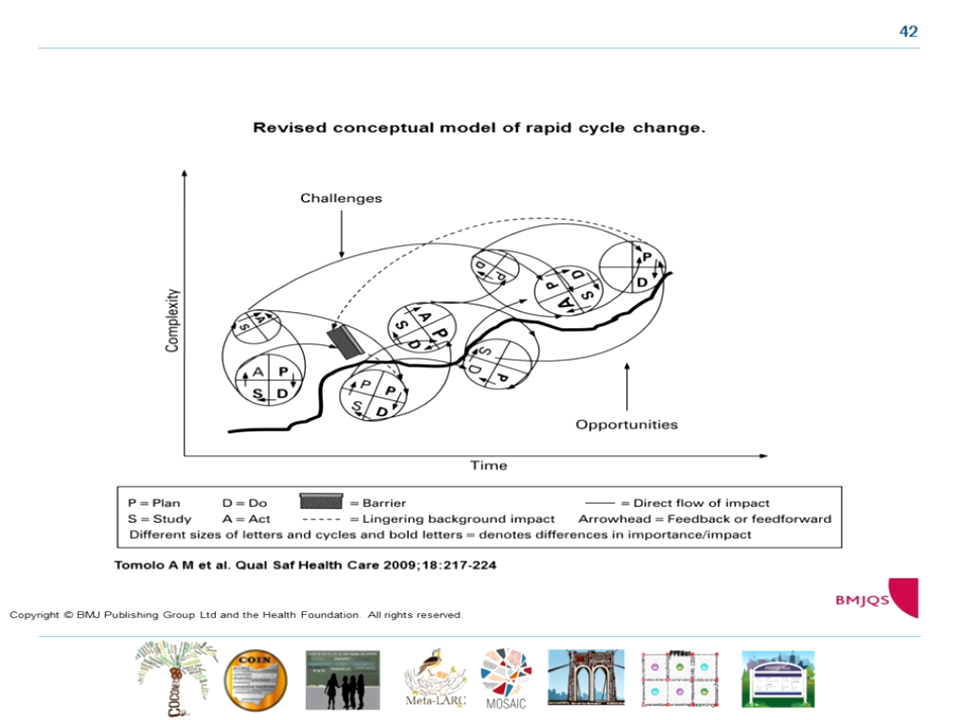 42
Revised conceptual model of rapid cycle change.
Challenges
Complexity
A
S
A P
S D
P P
S D
A
S P
D
D P
S
D P
D
P S
A
P
D
Opportunities
Time
P = Plan D = Do = Barrier = Direct flow of impact
S = Study A = Act = Lingering background impact Arrowhead = Feedback or feedforward
Different sizes of letters and cycles and bold letters = denotes differences in importance/impact
Tomolo A M et al. Qual Saf Health Care 2009;18:217-224
BMJQS
Copyright © BMJ Publishing Group Ltd and the Health Foundation. All rights reserved.
COCONet
COIN
Meta-LARC
MOSAIC
PPRNet